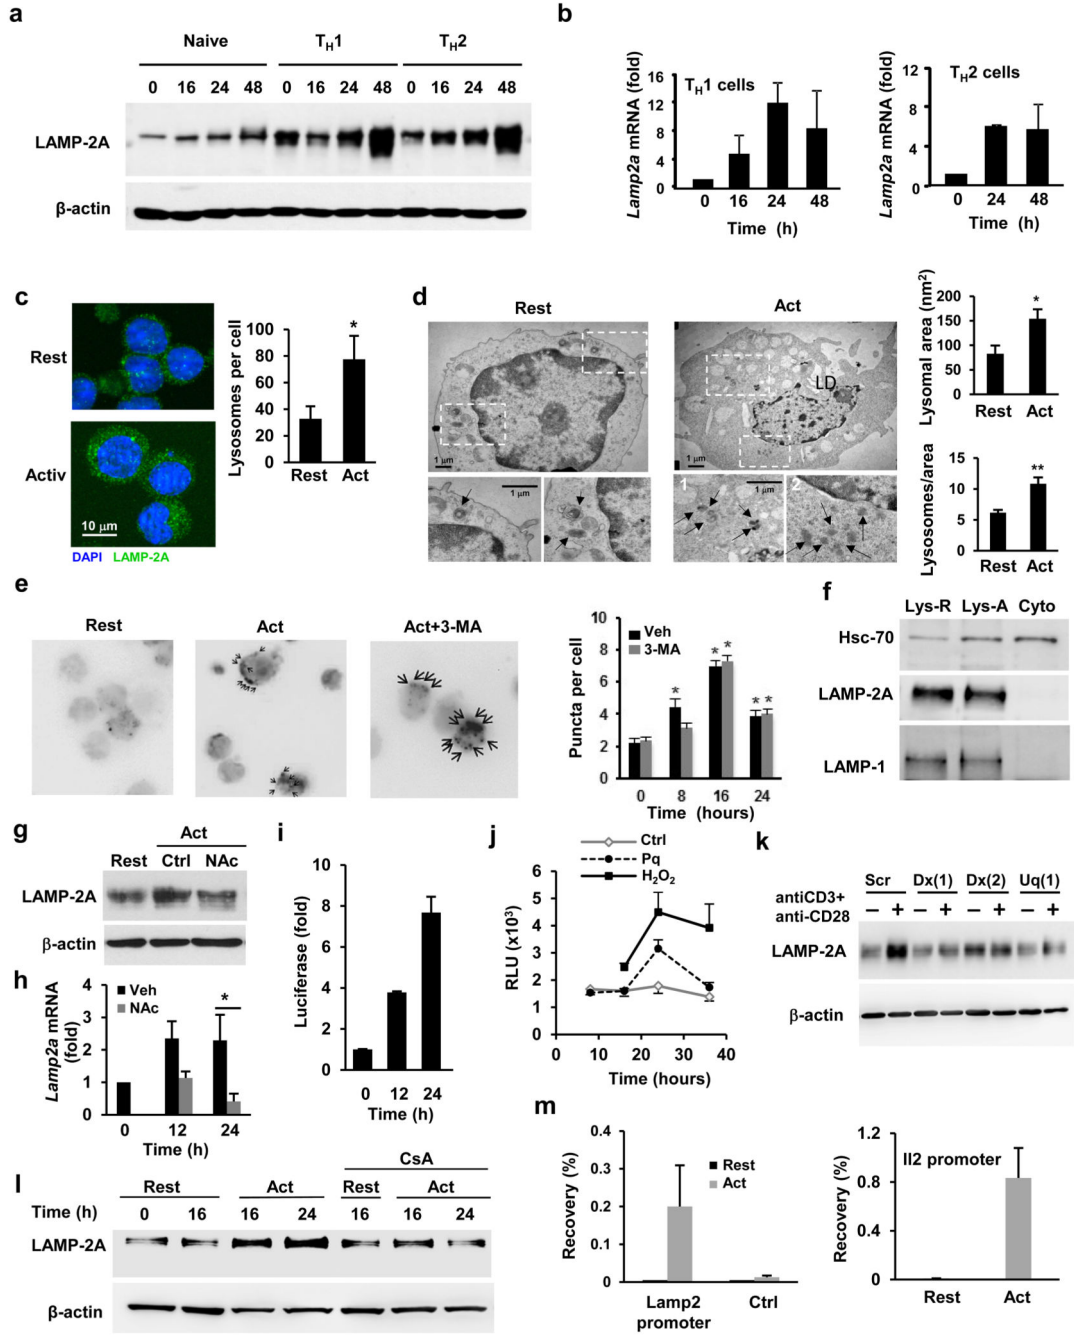 a
Naive TH1 TH2
0 16 24 48 0 16 24 48 0 16 24 48
LAMP-2A
β-actin
b
Lamp2a mRNA (fold)
16
12
8
4
0
TH1 cells
0 16 24 48
Time (h)
Lamp2a mRNA (fold)
12
8
4
0
TH2 cells
0 24 48
Time (h)
c
Rest
Activ
10 µm
DAPI LAMP-2A
Lysosomes per cell
100
80
60
40
20
0
*
Rest Act
d
Rest Act
1 µm
1 µm
LD
1 µm
1 µm
1 2
Lysomal area (nm2)
200
150
100
50
0
*
Rest Act
Lysosomes/area
15
10
5
0
**
Rest Act
e
Rest Act Act+3-MA
Puncta per cell
10
8
6
4
2
0
Veh
3-MA
* * * * *
0 8 16 24
Time (hours)
f
Lys-R Lys-A Cyto
Hsc-70
LAMP-2A
LAMP-1
g
Act
Rest Ctrl NAc
LAMP-2A
β-actin
h
Lamp2a mRNA
(fold)
4
3
2
1
0
Veh
NAc
*
0 12 24
Time (h)
i
Luciferase (fold)
10
8
6
4
2
0
0 12 24
Time (h)
j
Ctrl
Pq
H2O2
RLU (x10³)
6
5
4
3
2
1
0
0 10 20 30 40
Time (hours)
k
Scr Dx(1) Dx(2) Uq(1)
antiCD3+
anti-CD28
− + − + − + − +
LAMP-2A
β-actin
l
CsA
Rest Act Rest Act
Time (h) 0 16 16 24 16 16 24
LAMP-2A
β-actin
m
Recovery (%)
0.4
0.3
0.2
0.1
0
Rest
Act
Lamp2
promoter
Ctrl
Recovery (%)
1.2
0.8
0.4
0
Il2 promoter
Rest Act